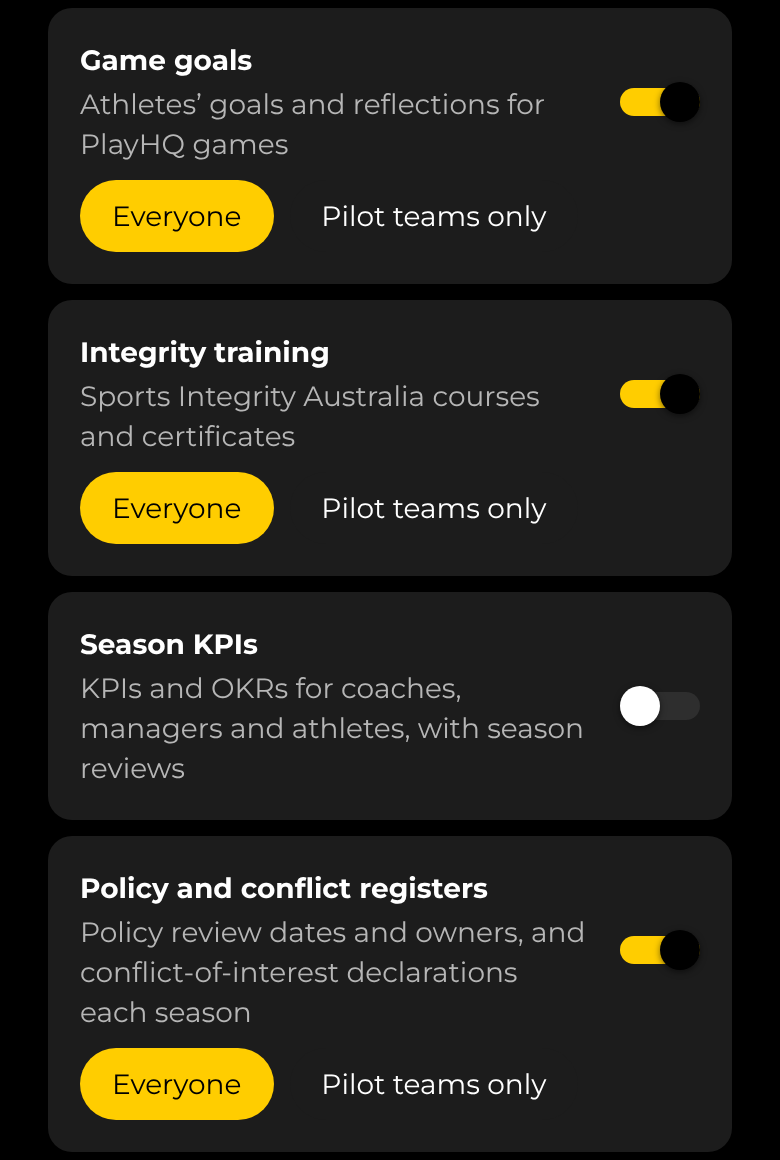 Game goals
Athletes’ goals and reflections for
PlayHQ games
Everyone
Pilot teams only
Integrity training
Sports Integrity Australia courses
and certificates
Everyone
Pilot teams only
Season KPIs
KPIs and OKRs for coaches,
managers and athletes, with season
reviews
Policy and conflict registers
Policy review dates and owners, and
conflict-of-interest declarations
each season
Everyone
Pilot teams only